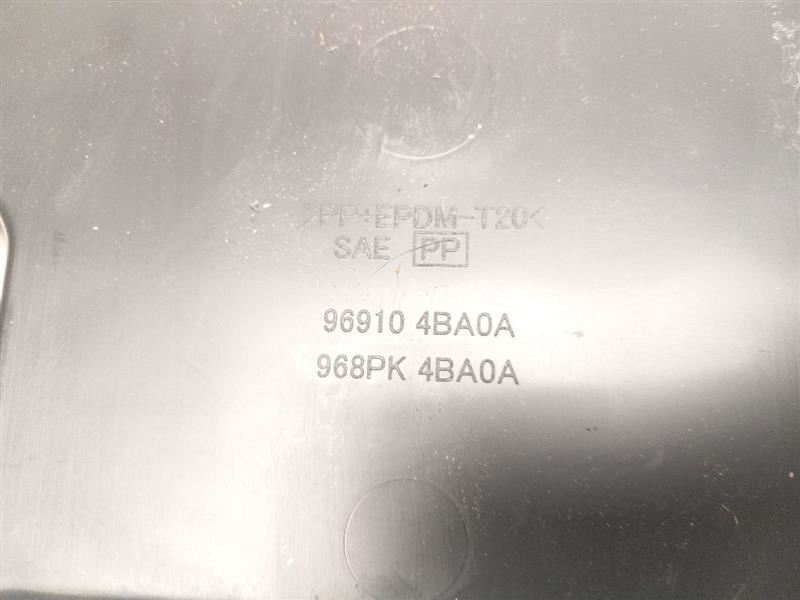 >PP+EPDM-T20<
SAE PP
96910 4BA0A
968PK 4BA0A